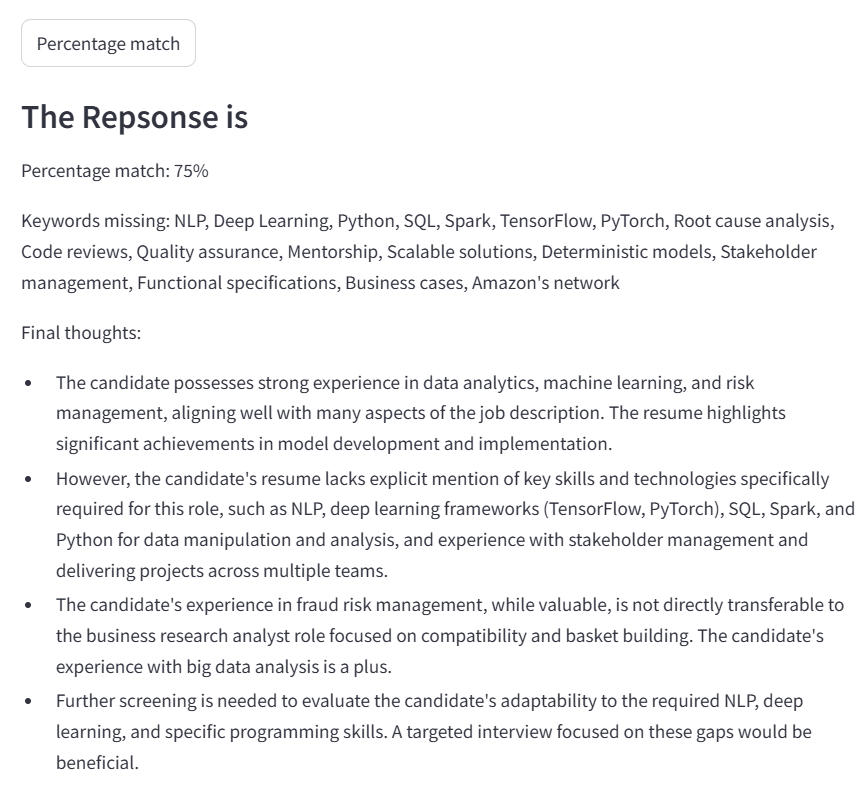 Percentage match
The Repsonse is
Percentage match: 75%
Keywords missing: NLP, Deep Learning, Python, SQL, Spark, TensorFlow, PyTorch, Root cause analysis,
Code reviews, Quality assurance, Mentorship, Scalable solutions, Deterministic models, Stakeholder
management, Functional specifications, Business cases, Amazon's network
Final thoughts:
• The candidate possesses strong experience in data analytics, machine learning, and risk
management, aligning well with many aspects of the job description. The resume highlights
significant achievements in model development and implementation.
• However, the candidate's resume lacks explicit mention of key skills and technologies specifically
required for this role, such as NLP, deep learning frameworks (TensorFlow, PyTorch), SQL, Spark, and
Python for data manipulation and analysis, and experience with stakeholder management and
delivering projects across multiple teams.
• The candidate's experience in fraud risk management, while valuable, is not directly transferable to
the business research analyst role focused on compatibility and basket building. The candidate's
experience with big data analysis is a plus.
• Further screening is needed to evaluate the candidate's adaptability to the required NLP, deep
learning, and specific programming skills. A targeted interview focused on these gaps would be
beneficial.